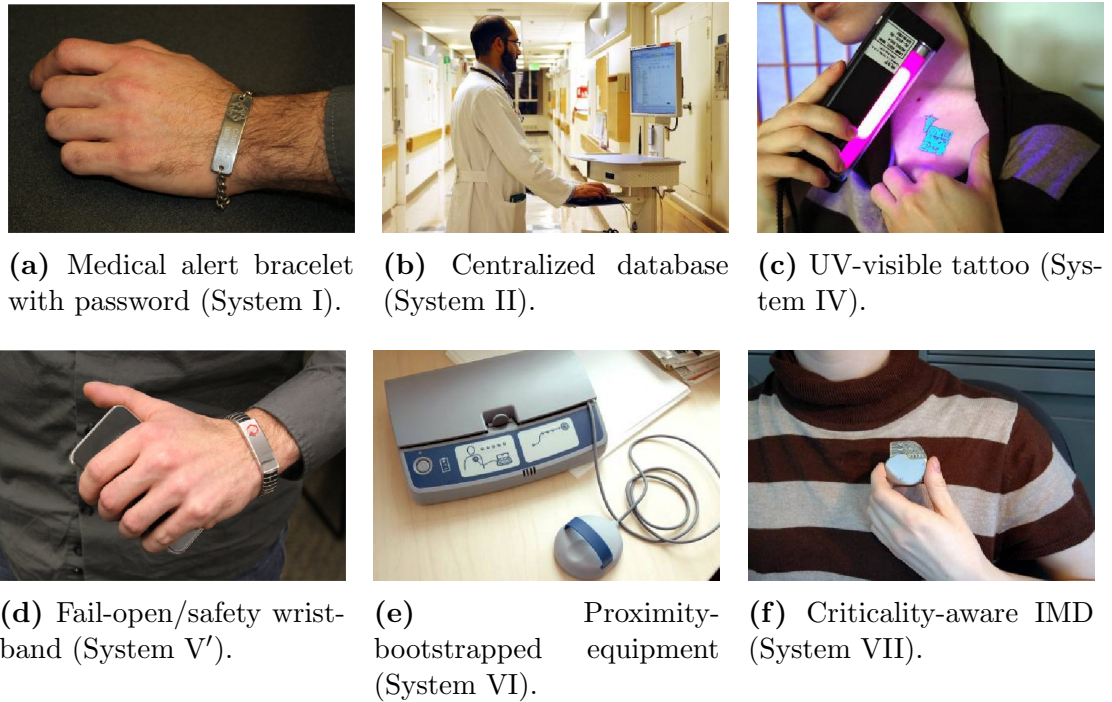 (a) Medical alert bracelet
with password (System I).
(b) Centralized database
(System II).
(c) UV-visible tattoo (Sys-
tem IV).
(d) Fail-open/safety wrist-
band (System V′).
(e) Proximity-
bootstrapped equipment
(System VI).
(f) Criticality-aware IMD
(System VII).